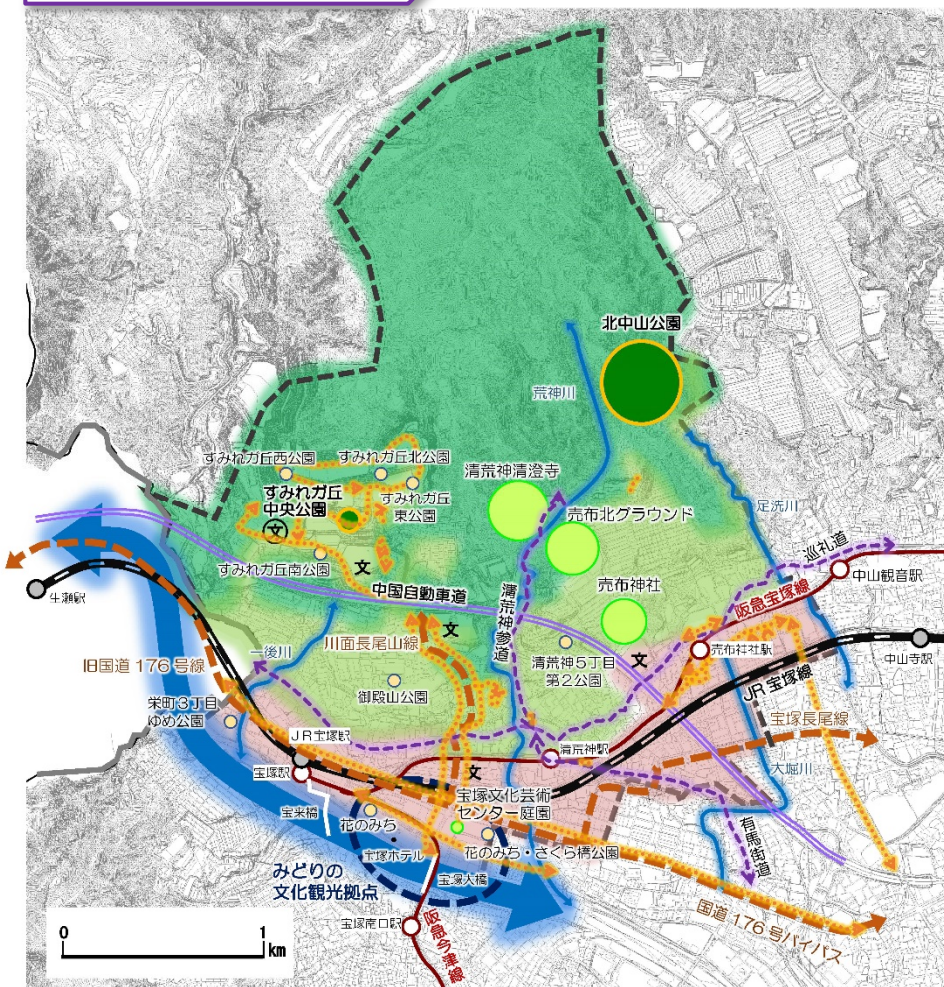 北中山公園
荒神川
すみれガ丘西公園
すみれガ丘北公園
清荒神清澄寺
すみれガ丘
中央公園
すみれガ丘
東公園
売布北グラウンド
足洗川
文
すみれガ丘南公園
文
巡礼道
中山観音駅
生瀬駅
中国自動車道
清荒神参道
売布神社
阪急宝塚線
文
文
一後川
川面長尾山線
清荒神5丁目
第2公園
売布神社駅
中山寺駅
旧国道176号線
御殿山公園
JR宝塚線
栄町3丁目
ゆめ公園
宝塚長尾線
JR宝塚駅
清荒神駅
宝塚駅
文
大堀川
宝来橋
宝塚文化芸術
センター庭園
花のみち
宝塚ホテル
花のみち・さくら橋公園
有馬街道
みどりの
文化観光拠点
宝塚大橋
宝塚南口駅
阪急今津線
国道176号バイパス
0
1
km